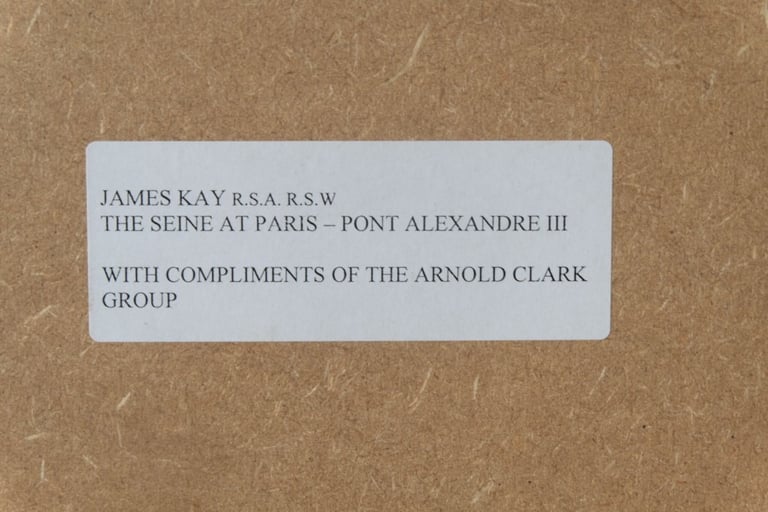 JAMES KAY R.S.A. R.S.W
THE SEINE AT PARIS – PONT ALEXANDRE III
WITH COMPLIMENTS OF THE ARNOLD CLARK
GROUP